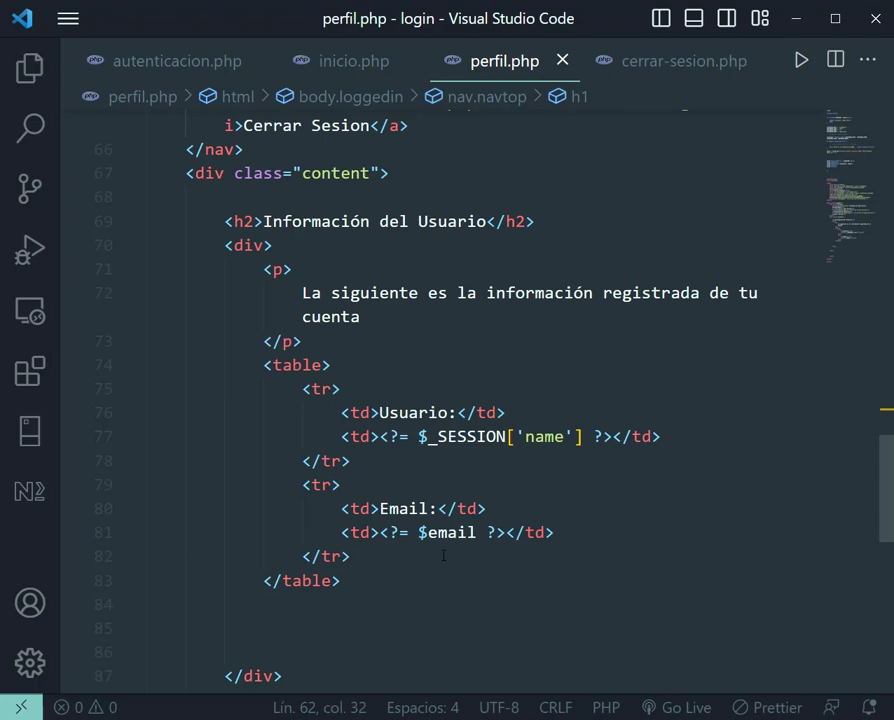 perfil.php - login - Visual Studio Code
autenticacion.php inicio.php perfil.php cerrar-sesion.php
perfil.php > html > body.loggedin > nav.navtop > h1
i>Cerrar Sesion</a>
66 </nav>
67 <div class="content">
68
69 <h2>Información del Usuario</h2>
70 <div>
71 <p>
72 La siguiente es la información registrada de tu
cuenta
73 </p>
74 <table>
75 <tr>
76 <td>Usuario:</td>
77 <td><?= $_SESSION['name'] ?></td>
78 </tr>
79 <tr>
80 <td>Email:</td>
81 <td><?= $email ?></td>
82 </tr>
83 </table>
84
85
86
87 </div>
0 0 Lín. 62, col. 32 Espacios: 4 UTF-8 CRLF PHP Go Live Prettier